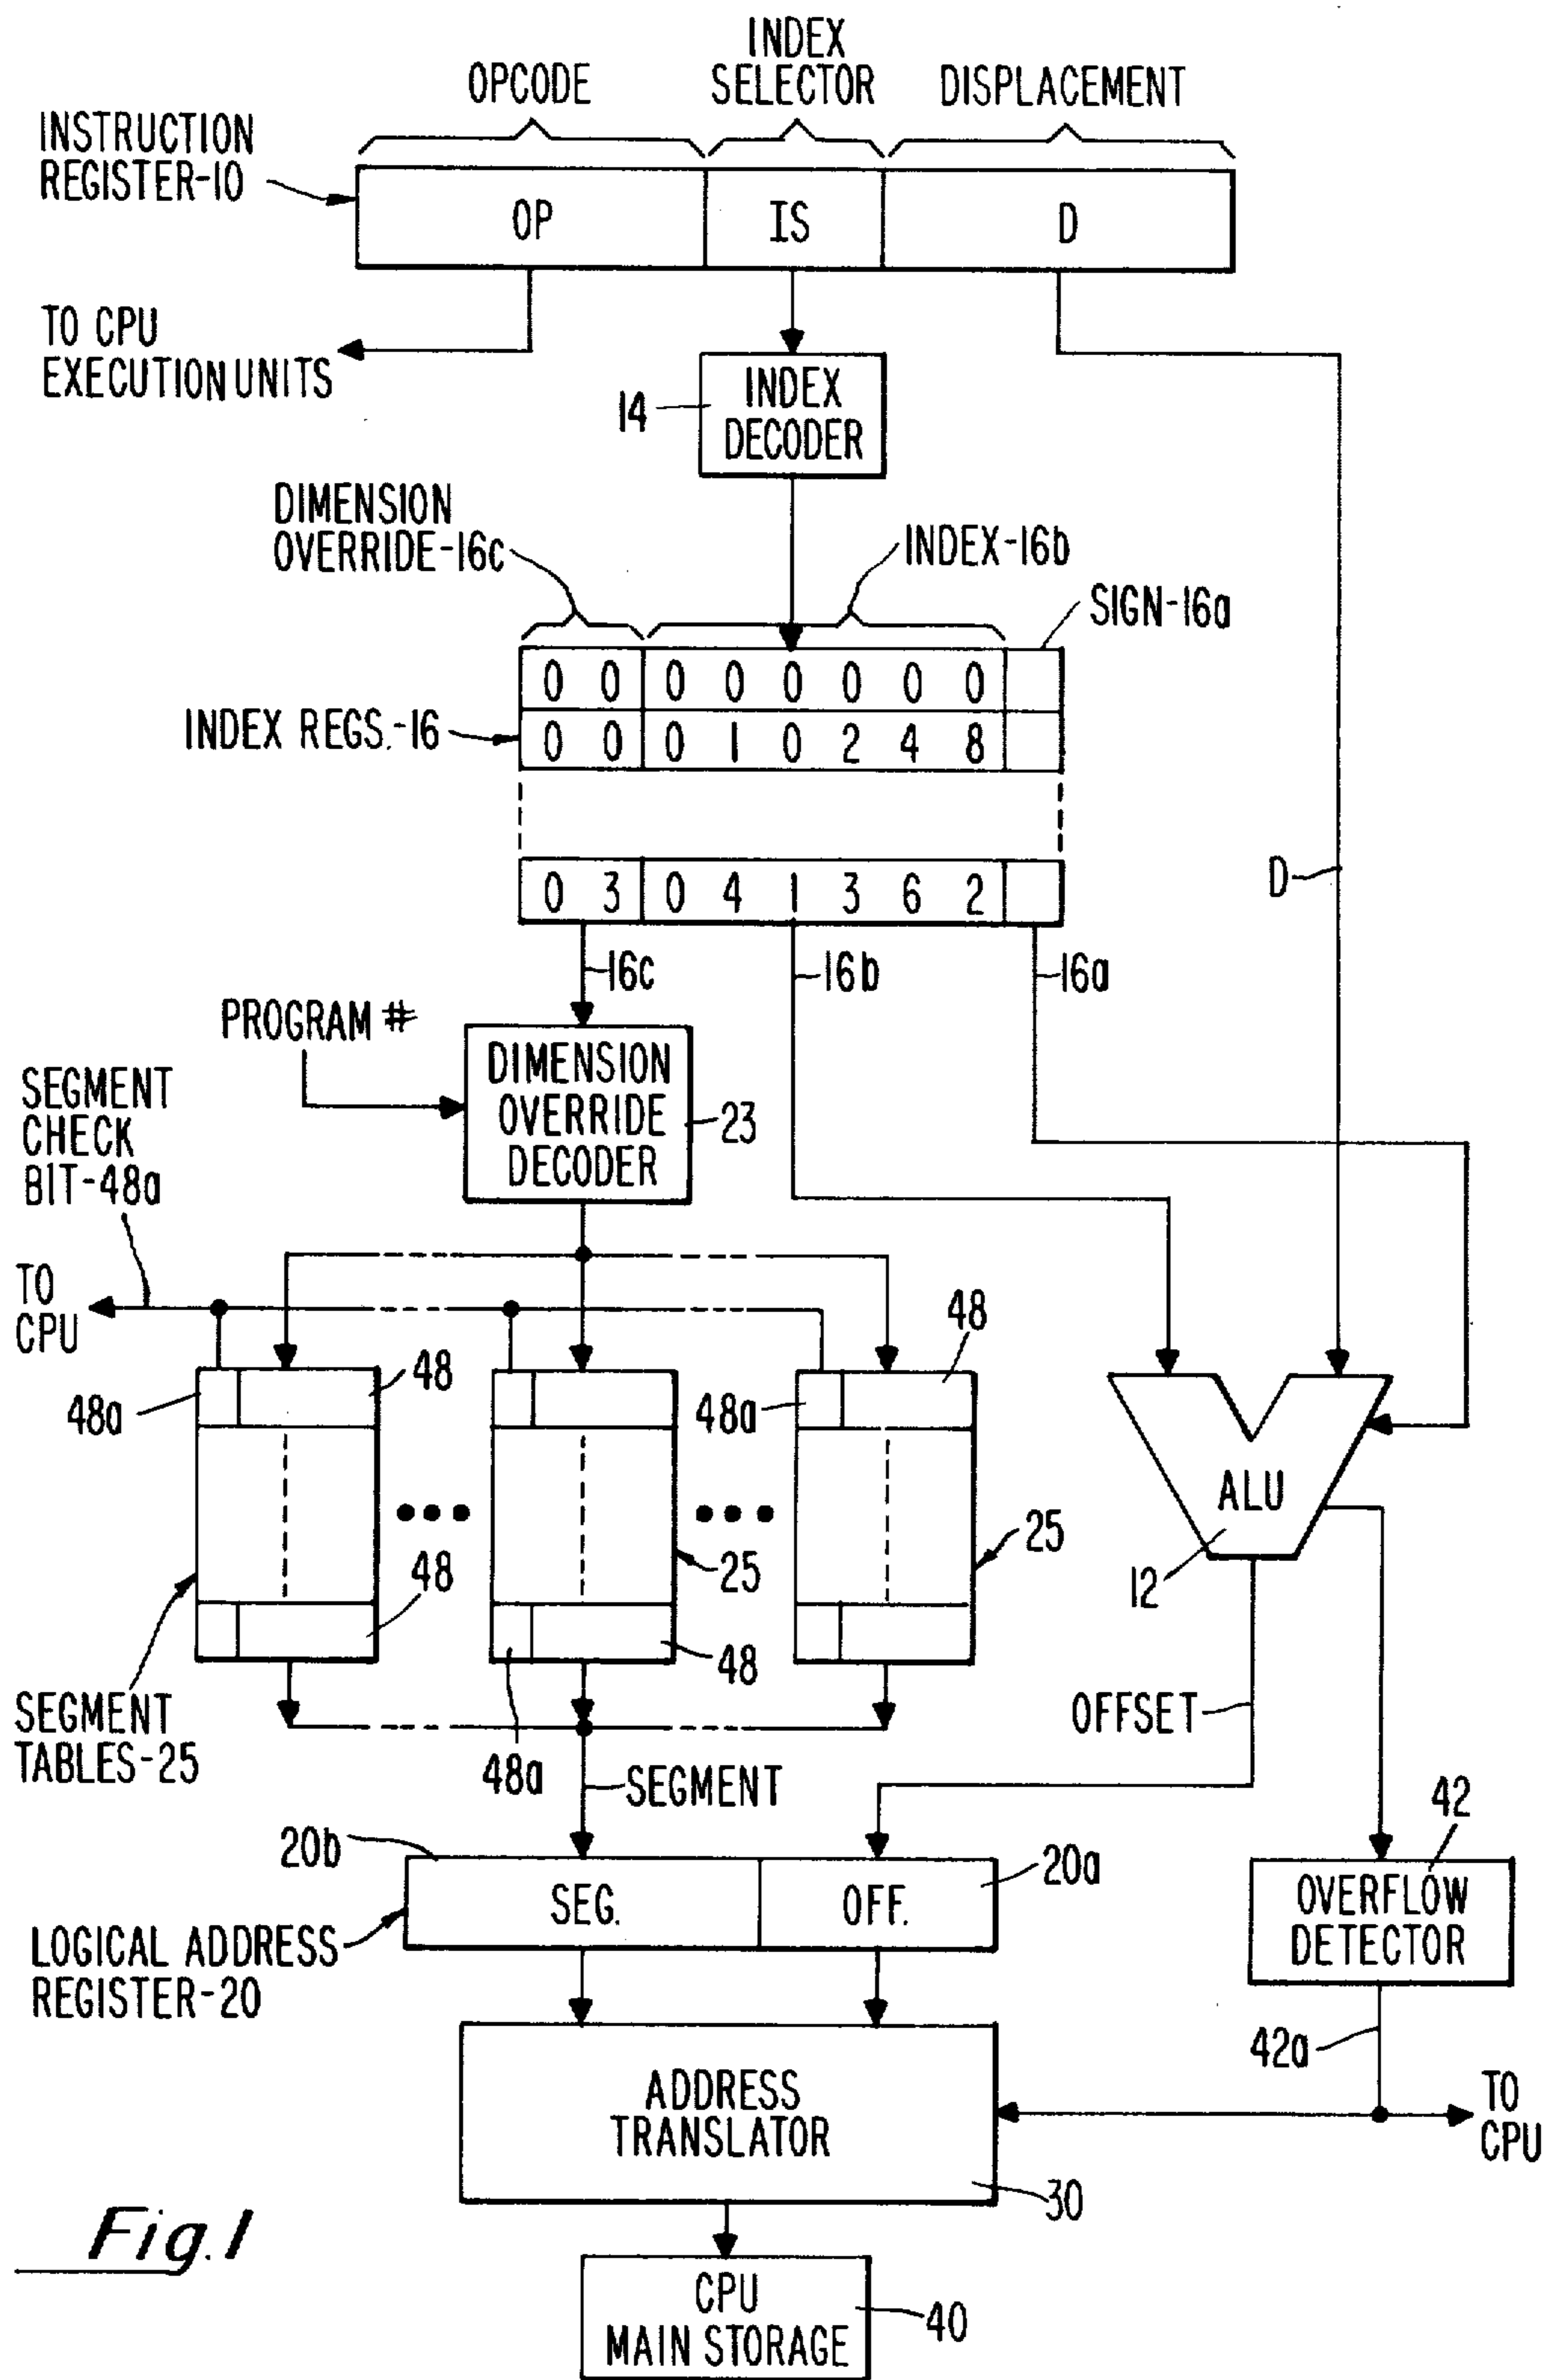 OPCODE
INDEX
SELECTOR
DISPLACEMENT
INSTRUCTION
REGISTER-10
OP
IS
D
TO CPU
EXECUTION UNITS
14
INDEX
DECODER
DIMENSION
OVERRIDE-16c
INDEX-16b
SIGN-16a
0 0 0 0 0 0 0 0
INDEX REGS.-16
0 0 0 1 0 2 4 8
0 3 0 4 1 3 6 2
D
16c
16b
16a
PROGRAM #
DIMENSION
OVERRIDE
DECODER
23
SEGMENT
CHECK
BIT-48a
TO
CPU
48a
48
48a
48
ALU
12
48
25
25
48
48a
SEGMENT
TABLES-25
SEGMENT
OFFSET
20b
20a
SEG.
OFF.
LOGICAL ADDRESS
REGISTER-20
42
OVERFLOW
DETECTOR
42a
TO
CPU
ADDRESS
TRANSLATOR
30
CPU
MAIN STORAGE
40
Fig.1